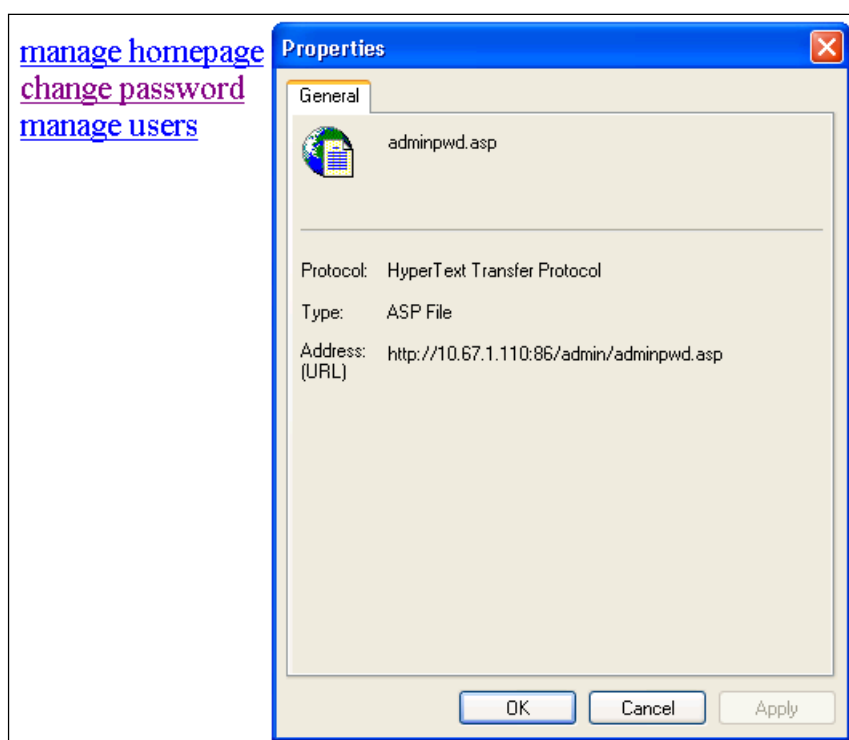 manage homepage
change password
manage users
Properties
General
adminpwd.asp
Protocol: HyperText Transfer Protocol
Type: ASP File
Address: http://10.67.1.110:86/admin/adminpwd.asp
(URL)
OK Cancel Apply